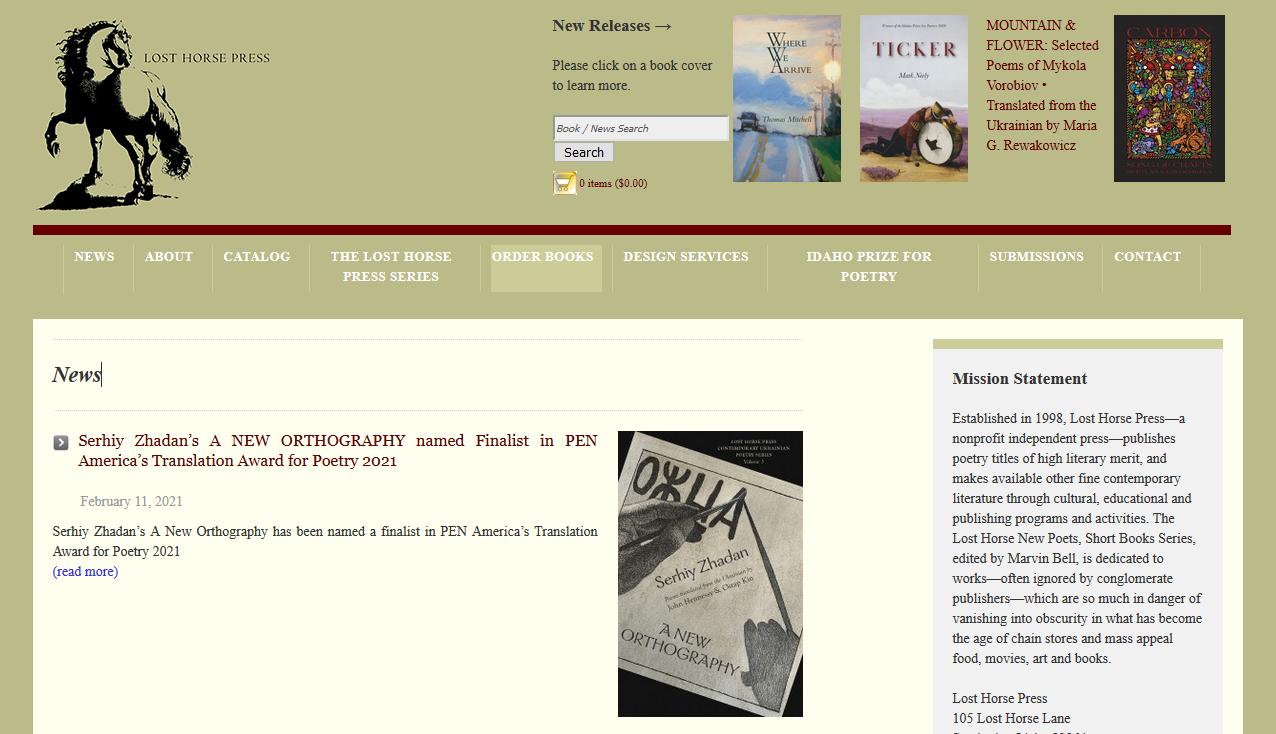 LOST HORSE PRESS
New Releases →
Please click on a book cover
to learn more.
Book / News Search
Search
0 items ($0.00)
WHERE
WE
ARRIVE
Thomas Mitchell
Winner of the Idaho Prize for Poetry 2020
TICKER
Mark Neely
MOUNTAIN &
FLOWER: Selected
Poems of Mykola
Vorobiov •
Translated from the
Ukrainian by Maria
G. Rewakowicz
CARBON
SONG OF CRAFTS
NEWS
ABOUT
CATALOG
THE LOST HORSE
PRESS SERIES
ORDER BOOKS
DESIGN SERVICES
IDAHO PRIZE FOR
POETRY
SUBMISSIONS
CONTACT
News
Serhiy Zhadan’s A NEW ORTHOGRAPHY named Finalist in PEN
America’s Translation Award for Poetry 2021
February 11, 2021
Serhiy Zhadan’s A New Orthography has been named a finalist in PEN America’s Translation
Award for Poetry 2021
(read more)
LOST HORSE PRESS
CONTEMPORARY UKRAINIAN
POETRY SERIES
Volume 5
Serhiy Zhadan
Poems translated from the Ukrainian by
John Hennessy & Ostap Kin
A NEW
ORTHOGRAPHY
Mission Statement
Established in 1998, Lost Horse Press—a
nonprofit independent press—publishes
poetry titles of high literary merit, and
makes available other fine contemporary
literature through cultural, educational and
publishing programs and activities. The
Lost Horse New Poets, Short Books Series,
edited by Marvin Bell, is dedicated to
works—often ignored by conglomerate
publishers—which are so much in danger of
vanishing into obscurity in what has become
the age of chain stores and mass appeal
food, movies, art and books.
Lost Horse Press
105 Lost Horse Lane